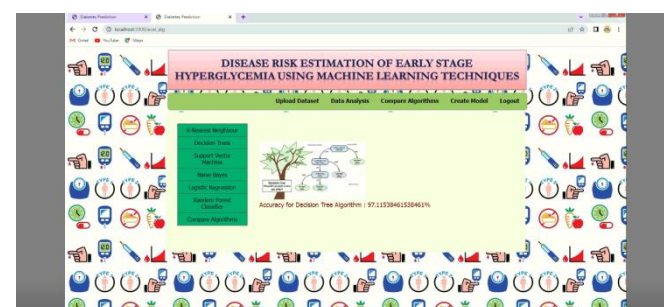 Diabetes Prediction
Diabetes Prediction
Gmail
YouTube
Maps
DISEASE RISK ESTIMATION OF EARLY STAGE
HYPERGLYCEMIA USING MACHINE LEARNING TECHNIQUES
Upload Dataset
Data Analysis
Compare Algorithms
Create Model
Logout
K-Nearest Neighbour
Decision Trees
Support Vector
Machine
Naive Bayes
Logistic Regression
Random Forest
Classifier
Compare Algorithms
Accuracy for Decision Tree Algorithm : 97.11538461538461%